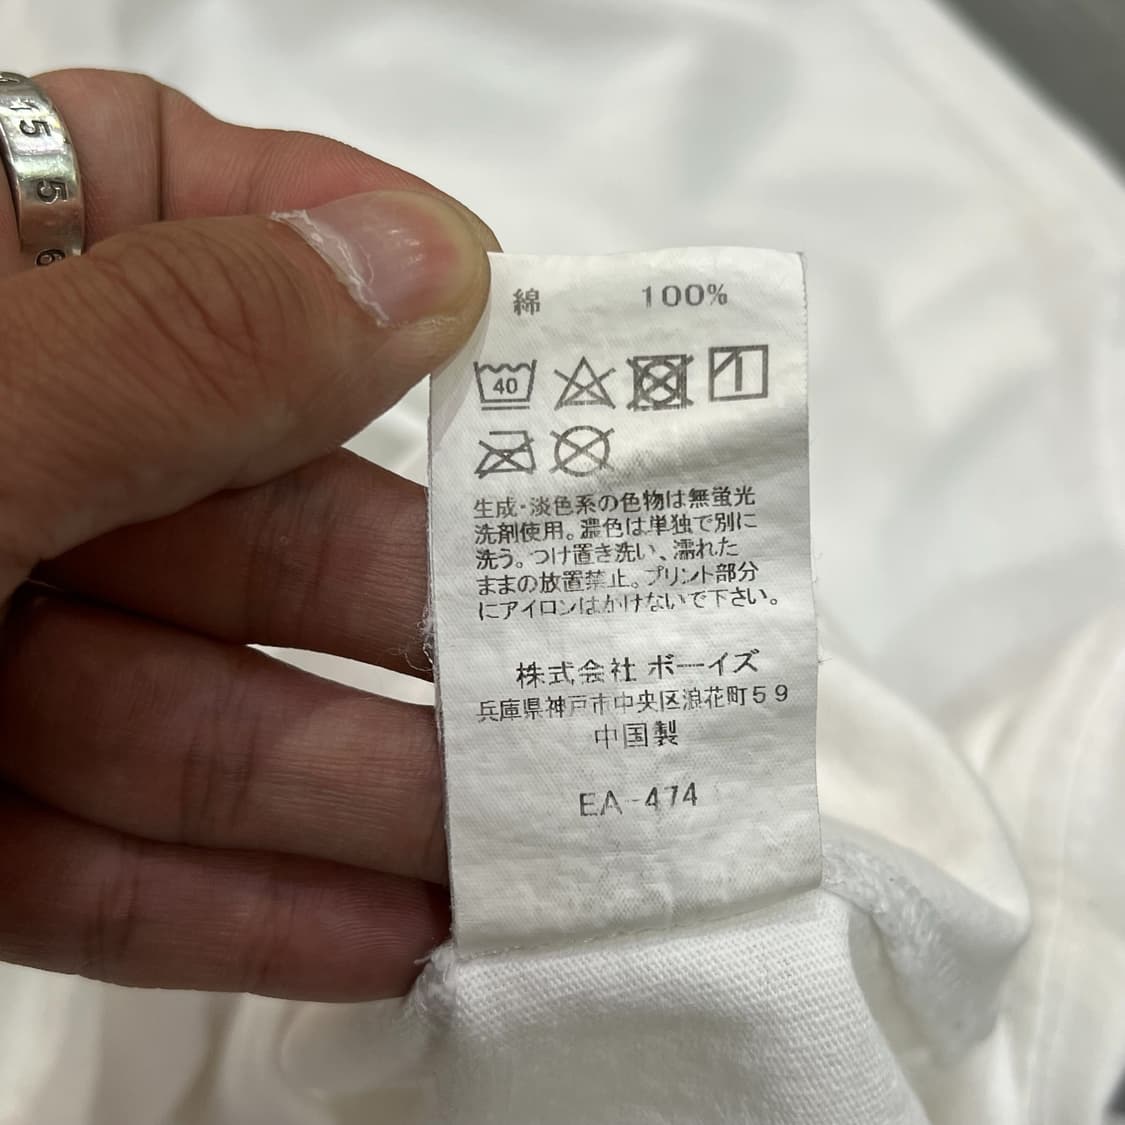 15
5
6
綿 100%
40
生成・淡色系の色物は無蛍光
洗剤使用。濃色は単独で別に
洗う。つけ置き洗い、濡れた
ままの放置禁止。プリント部分
にアイロンはかけないで下さい。
株式会社 ボーイズ
兵庫県神戸市中央区浪花町59
中国製
EA-474